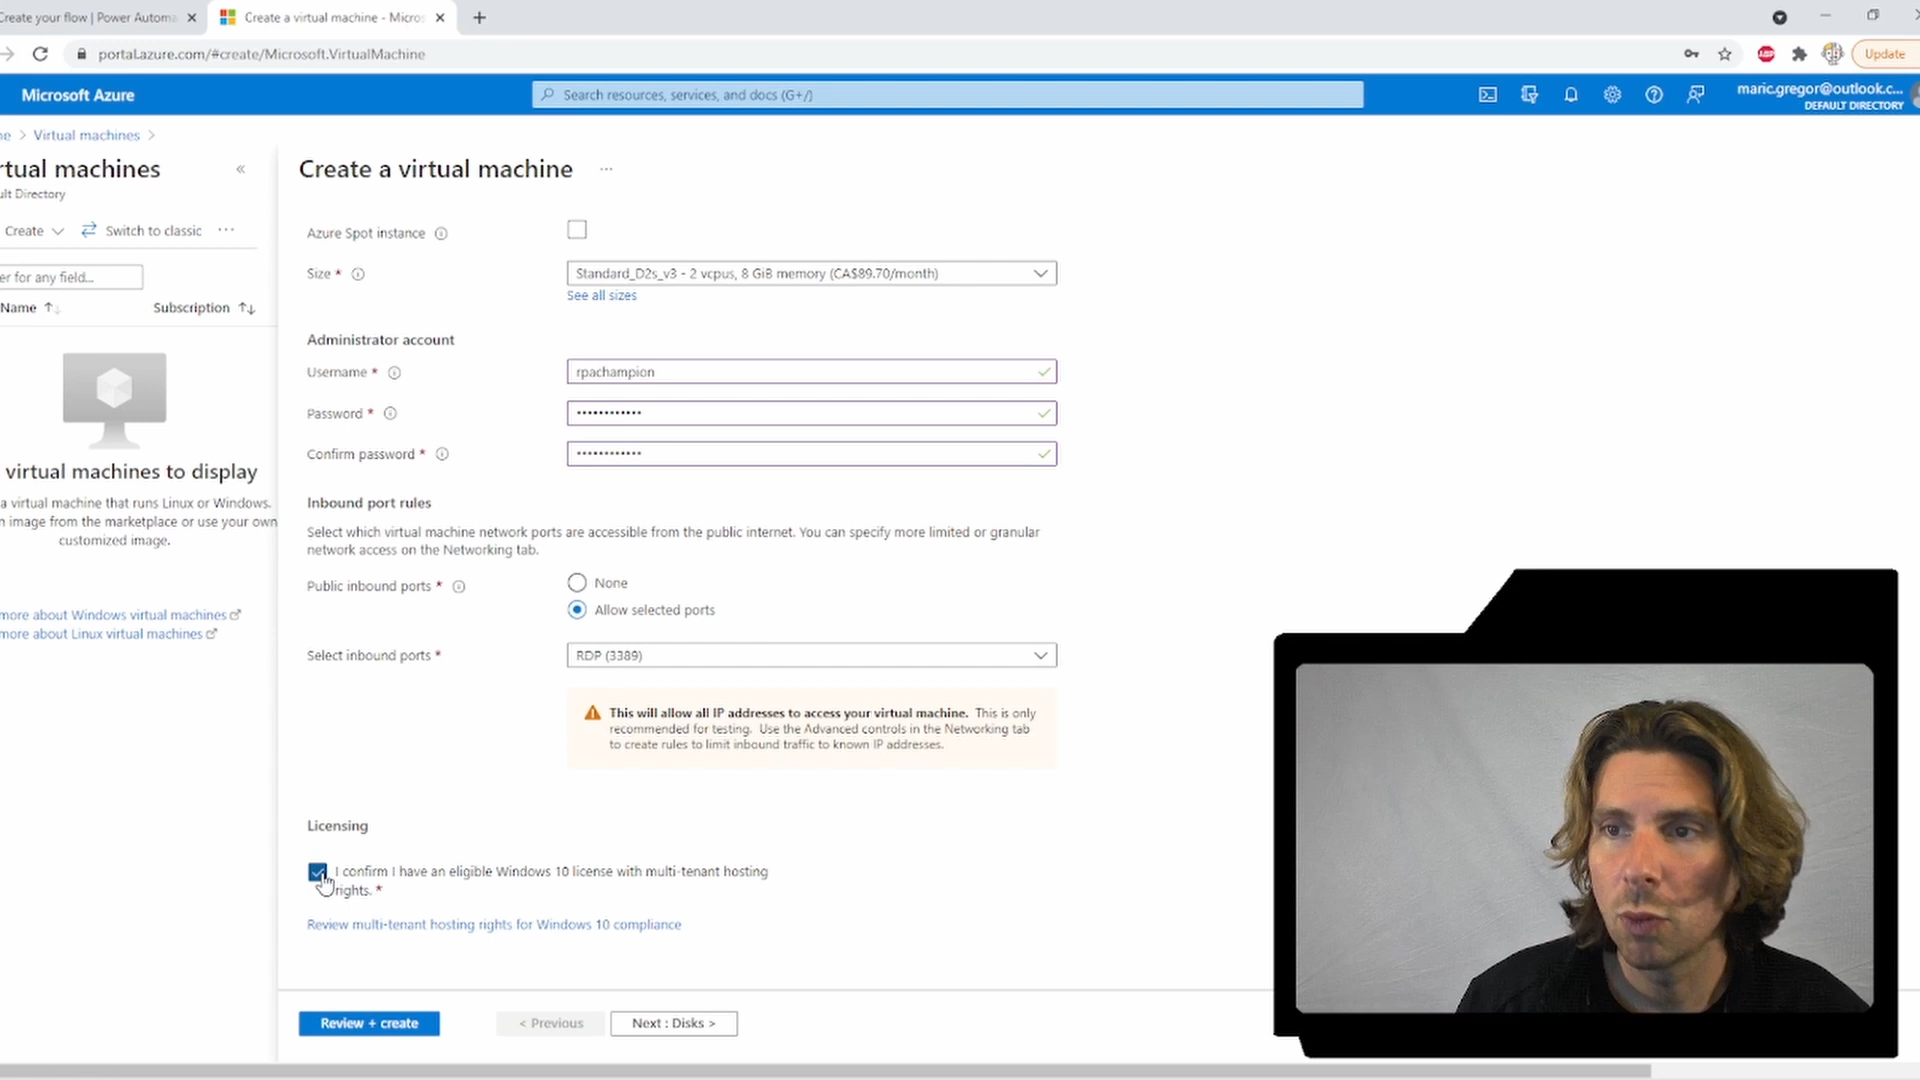 Create your flow | Power Automa
Create a virtual machine - Micros
portal.azure.com/#create/Microsoft.VirtualMachine
ABP
Update
Microsoft Azure
Search resources, services, and docs (G+/)
maric.gregor@outlook.c...
DEFAULT DIRECTORY
Virtual machines
rtual machines
ult Directory
Create a virtual machine
Create
Switch to classic
er for any field...
Name
Subscription
virtual machines to display
a virtual machine that runs Linux or Windows.
n image from the marketplace or use your own
customized image.
more about Windows virtual machines
more about Linux virtual machines
Azure Spot instance
Size *
Standard_D2s_v3 - 2 vcpus, 8 GiB memory (CA$89.70/month)
See all sizes
Administrator account
Username *
rpachampion
Password *
Confirm password *
Inbound port rules
Select which virtual machine network ports are accessible from the public internet. You can specify more limited or granular
network access on the Networking tab.
Public inbound ports *
None
Allow selected ports
Select inbound ports *
RDP (3389)
This will allow all IP addresses to access your virtual machine. This is only
recommended for testing. Use the Advanced controls in the Networking tab
to create rules to limit inbound traffic to known IP addresses.
Licensing
I confirm I have an eligible Windows 10 license with multi-tenant hosting
rights. *
Review multi-tenant hosting rights for Windows 10 compliance
Review + create
< Previous
Next : Disks >